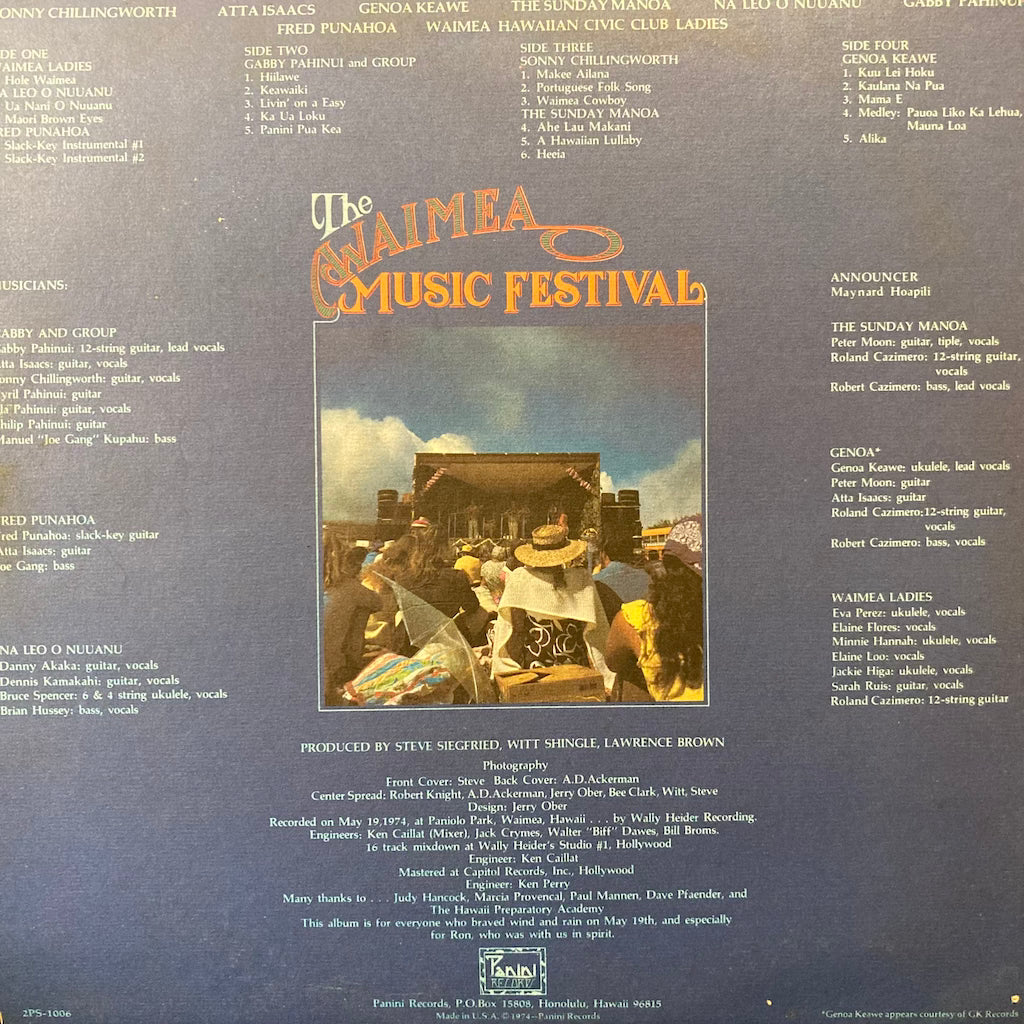 ONNY CHILLINGWORTH ATTA ISAACS GENOA KEAWE THE SUNDAY MANOA NA LEO O NUUANU GABBY PAHINUI
FRED PUNAHOA WAIMEA HAWAIIAN CIVIC CLUB LADIES
DE ONE
AIMEA LADIES
Hole Waimea
A LEO O NUUANU
Ua Nani O Nuuanu
Maori Brown Eyes
RED PUNAHOA
Slack-Key Instrumental #1
Slack-Key Instrumental #2
SIDE TWO
GABBY PAHINUI and GROUP
1. Hiilawe
2. Keawaiki
3. Livin' on a Easy
4. Ka Ua Loku
5. Panini Pua Kea
SIDE THREE
SONNY CHILLINGWORTH
1. Makee Ailana
2. Portuguese Folk Song
3. Waimea Cowboy
THE SUNDAY MANOA
4. Ahe Lau Makani
5. A Hawaiian Lullaby
6. Heeia
SIDE FOUR
GENOA KEAWE
1. Kuu Lei Hoku
2. Kaulana Na Pua
3. Mama E
4. Medley: Pauoa Liko Ka Lehua,
Mauna Loa
5. Alika
The
WAIMEA
MUSIC FESTIVAL
USICIANS:
ABBY AND GROUP
abby Pahinui: 12-string guitar, lead vocals
tta Isaacs: guitar, vocals
onny Chillingworth: guitar, vocals
yril Pahinui: guitar
la Pahinui: guitar, vocals
hilip Pahinui: guitar
Manuel "Joe Gang" Kupahu: bass
RED PUNAHOA
red Punahoa: slack-key guitar
Atta Isaacs: guitar
oe Gang: bass
NA LEO O NUUANU
Danny Akaka: guitar, vocals
Dennis Kamakahi: guitar, vocals
Bruce Spencer: 6 & 4 string ukulele, vocals
Brian Hussey: bass, vocals
ANNOUNCER
Maynard Hoapili
THE SUNDAY MANOA
Peter Moon: guitar, tiple, vocals
Roland Cazimero: 12-string guitar,
vocals
Robert Cazimero: bass, lead vocals
GENOA*
Genoa Keawe: ukulele, lead vocals
Peter Moon: guitar
Atta Isaacs: guitar
Roland Cazimero:12-string guitar,
vocals
Robert Cazimero: bass, vocals
WAIMEA LADIES
Eva Perez: ukulele, vocals
Elaine Flores: vocals
Minnie Hannah: ukulele, vocals
Elaine Loo: vocals
Jackie Higa: ukulele, vocals
Sarah Ruis: guitar, vocals
Roland Cazimero: 12-string guitar
PRODUCED BY STEVE SIEGFRIED, WITT SHINGLE, LAWRENCE BROWN
Photography
Front Cover: Steve Back Cover: A.D.Ackerman
Center Spread: Robert Knight, A.D.Ackerman, Jerry Ober, Bee Clark, Witt, Steve
Design: Jerry Ober
Recorded on May 19,1974, at Paniolo Park, Waimea, Hawaii . . . by Wally Heider Recording.
Engineers: Ken Caillat (Mixer), Jack Crymes, Walter "Biff" Dawes, Bill Broms.
16 track mixdown at Wally Heider's Studio #1, Hollywood
Engineer: Ken Caillat
Mastered at Capitol Records, Inc., Hollywood
Engineer: Ken Perry
Many thanks to . . . Judy Hancock, Marcia Provencal, Paul Mannen, Dave Pfaender, and
The Hawaii Preparatory Academy
This album is for everyone who braved wind and rain on May 19th, and especially
for Ron, who was with us in spirit.
Panini
RECORDS
Panini Records, P.O.Box 15808, Honolulu, Hawaii 96815
Made in U.S.A. © 1974—Panini Records
2PS-1006
*Genoa Keawe appears courtesy of GK Records